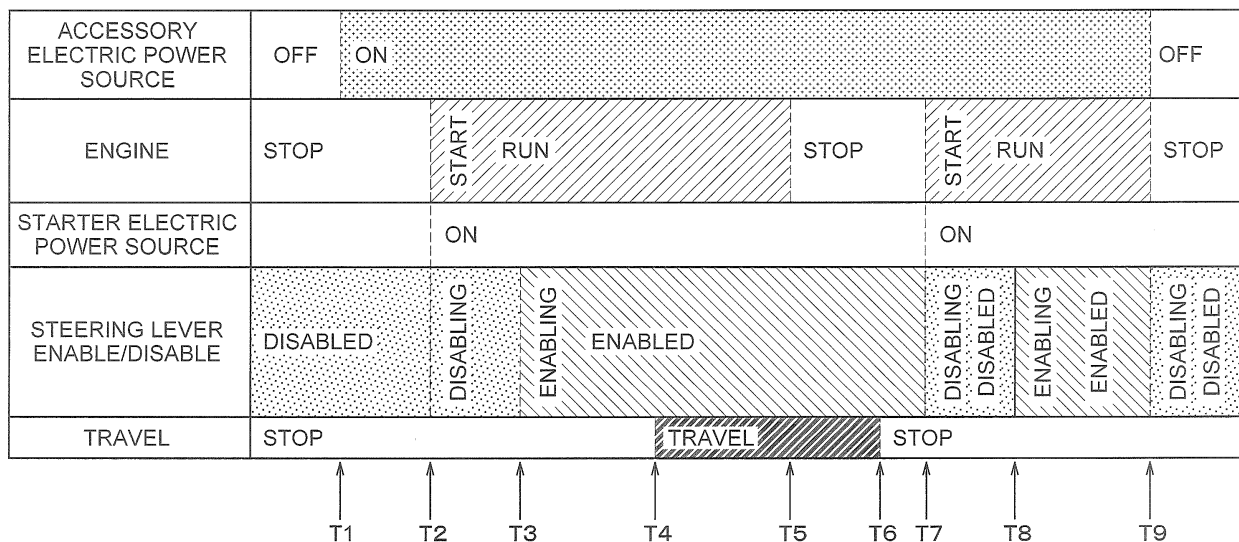 ACCESSORY
ELECTRIC POWER
SOURCE
OFF
ON
OFF
ENGINE
STOP
START
RUN
STOP
START
RUN
STOP
STARTER ELECTRIC
POWER SOURCE
ON
ON
STEERING LEVER
ENABLE/DISABLE
DISABLED
DISABLING
ENABLING
ENABLED
DISABLING
DISABLED
ENABLING
ENABLED
DISABLING
DISABLED
TRAVEL
STOP
TRAVEL
STOP
T1
T2
T3
T4
T5
T6
T7
T8
T9